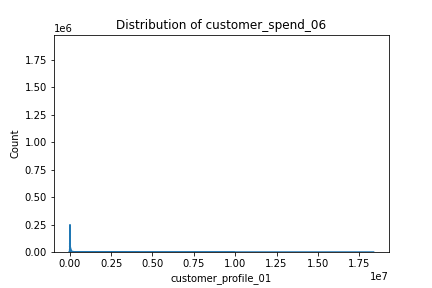 Distribution of customer_spend_06
1e6
1.75
1.50
1.25
1.00
0.75
0.50
0.25
0.00
Count
0.00 0.25 0.50 0.75 1.00 1.25 1.50 1.75
1e7
customer_profile_01